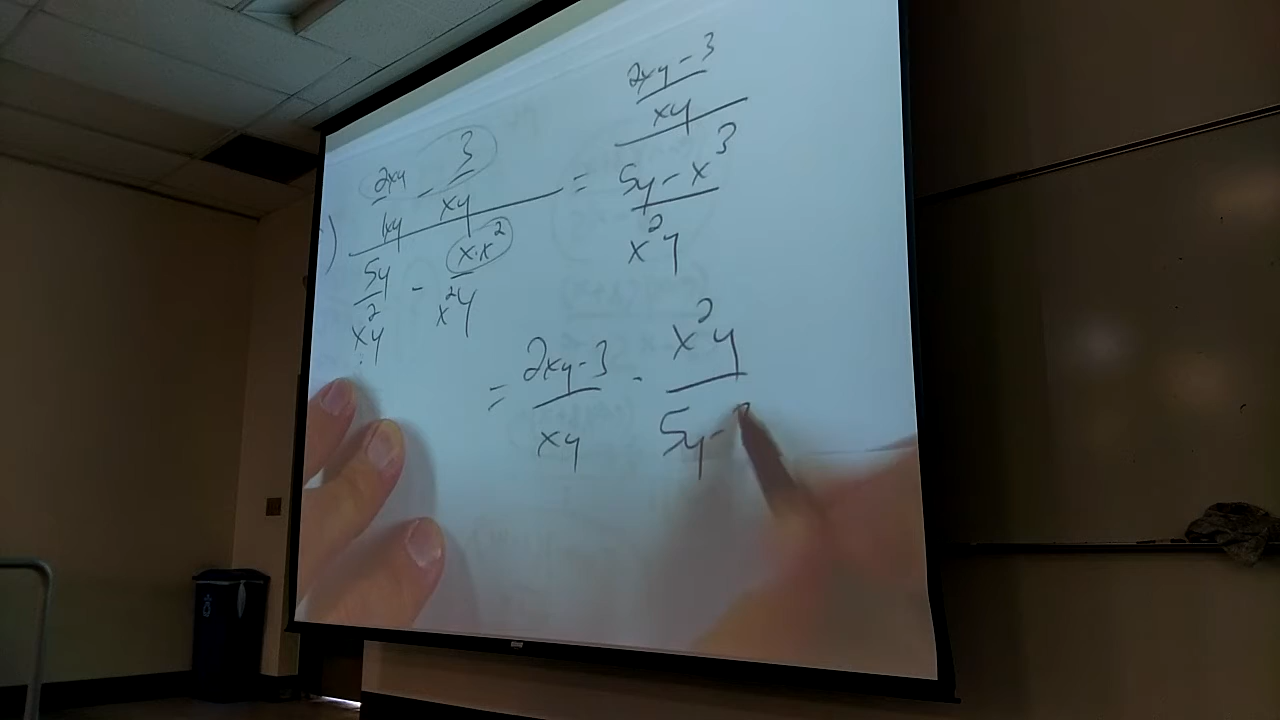 ) 2xy/1xy - 3/xy = (2xy-3)/xy
5y/x²y - x·x²/x²y    (5y-x³)/x²y
= (2xy-3)/xy · x²y/(5y-